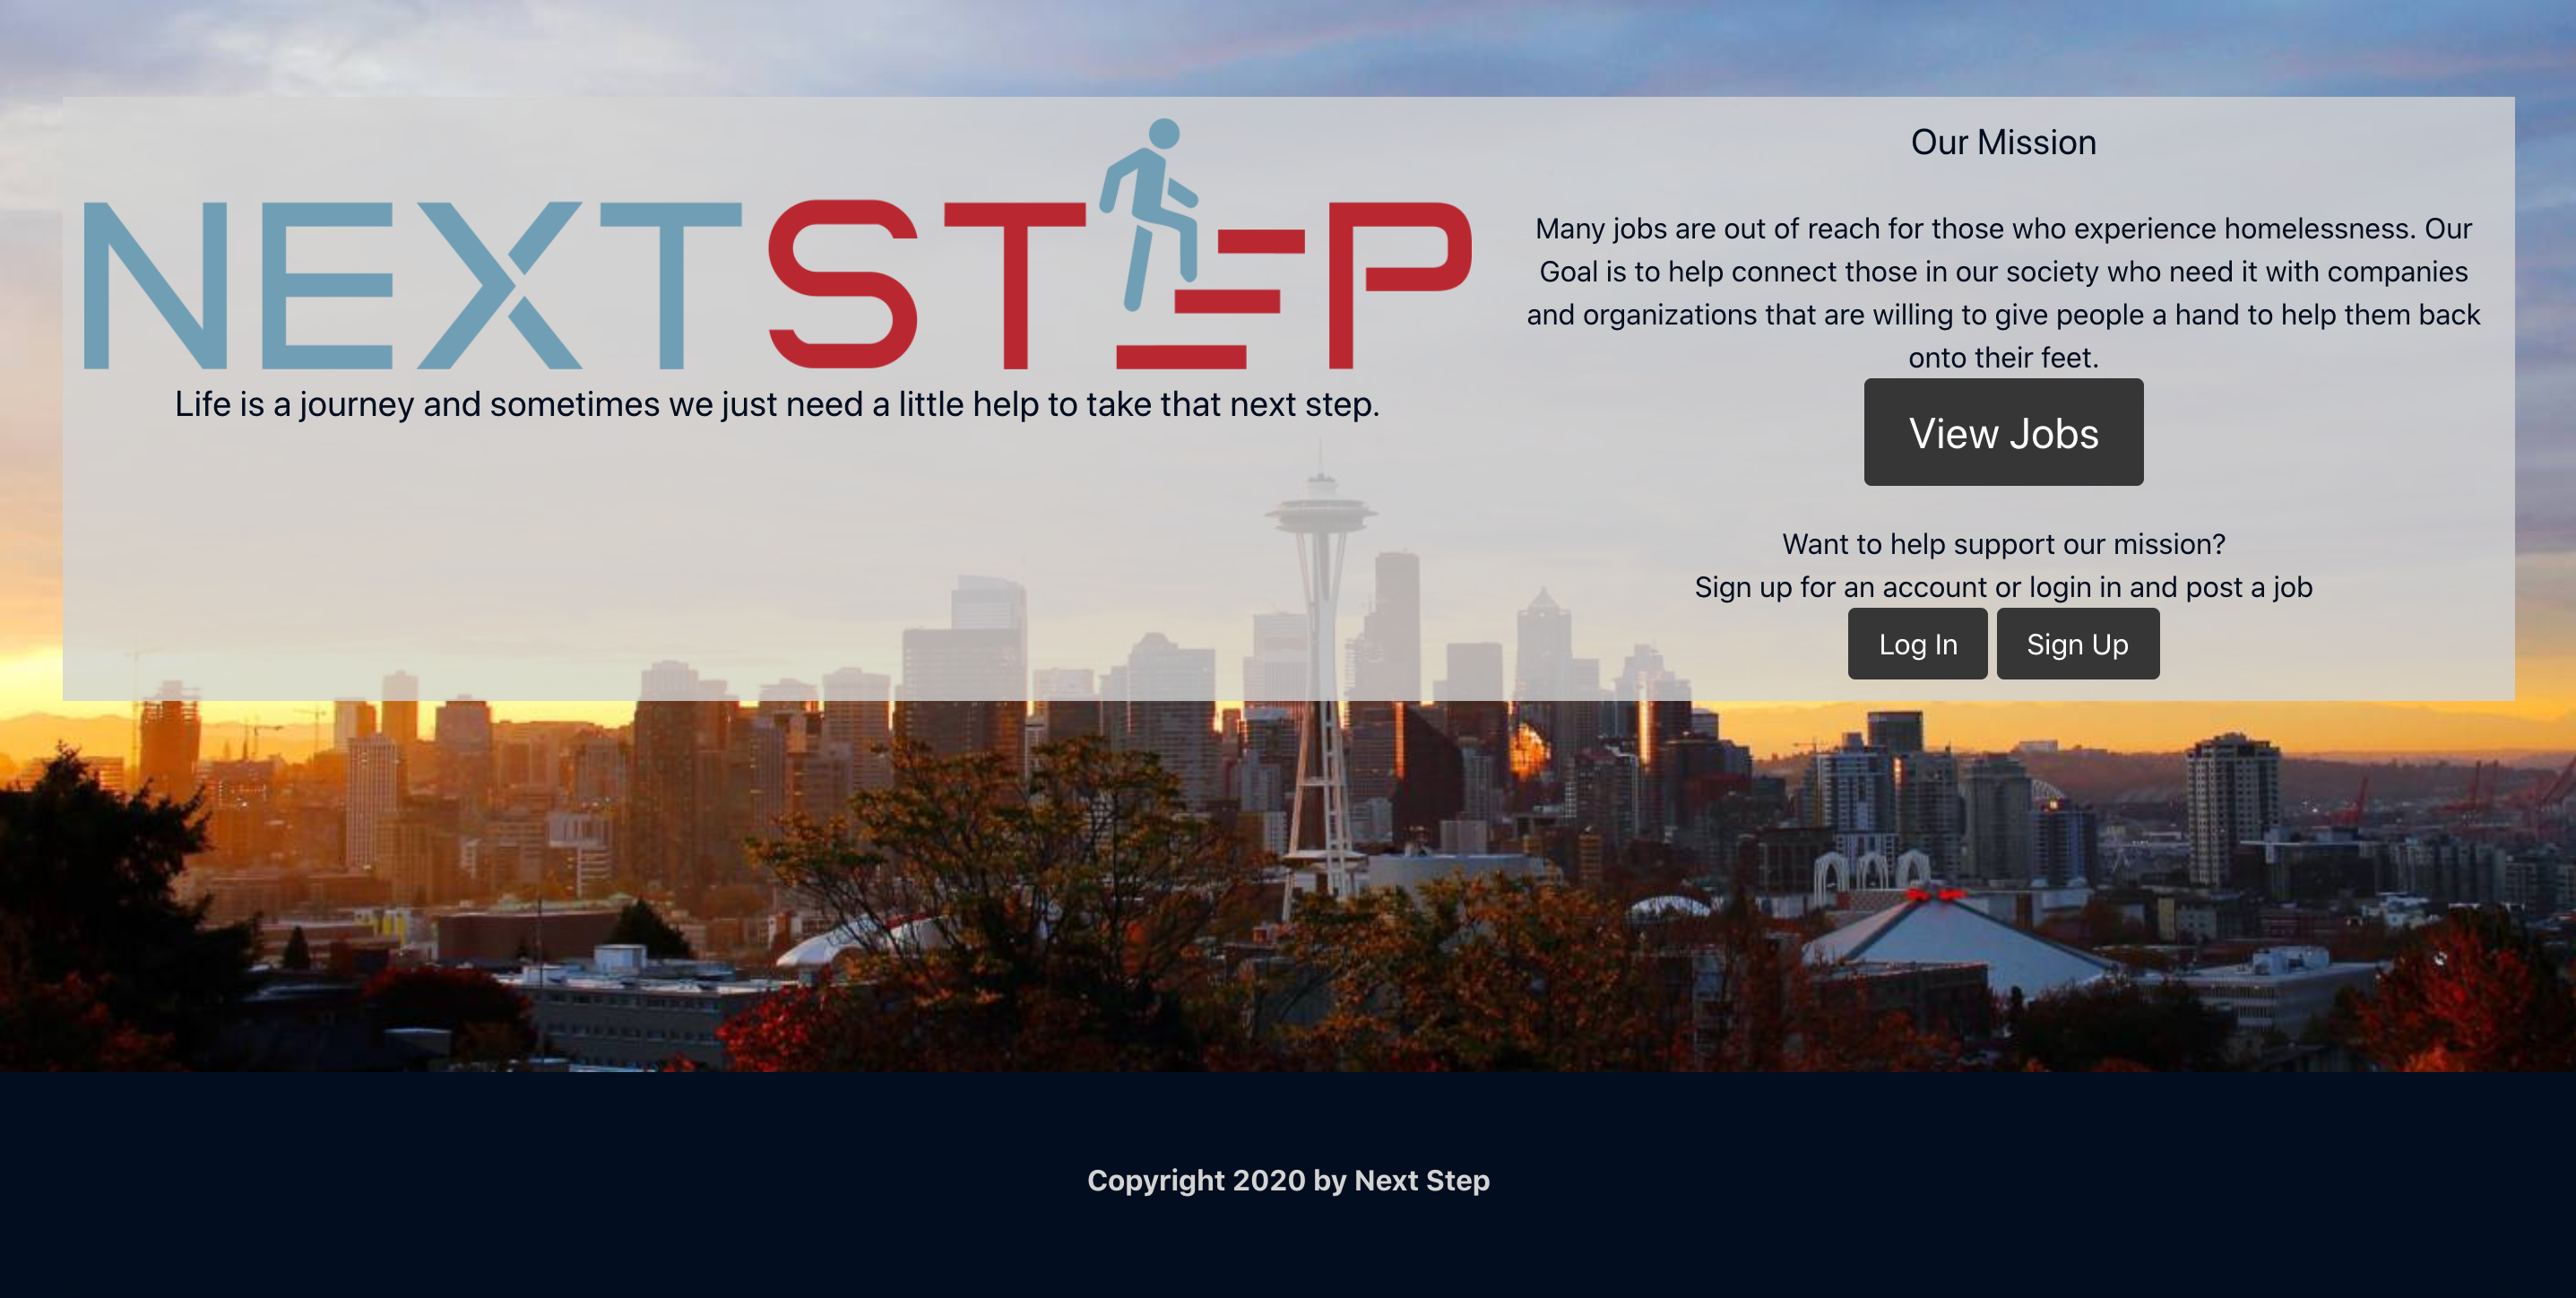 NEXTSTEP
Life is a journey and sometimes we just need a little help to take that next step.
Our Mission
Many jobs are out of reach for those who experience homelessness. Our
Goal is to help connect those in our society who need it with companies
and organizations that are willing to give people a hand to help them back
onto their feet.
View Jobs
Want to help support our mission?
Sign up for an account or login in and post a job
Log In Sign Up
Copyright 2020 by Next Step